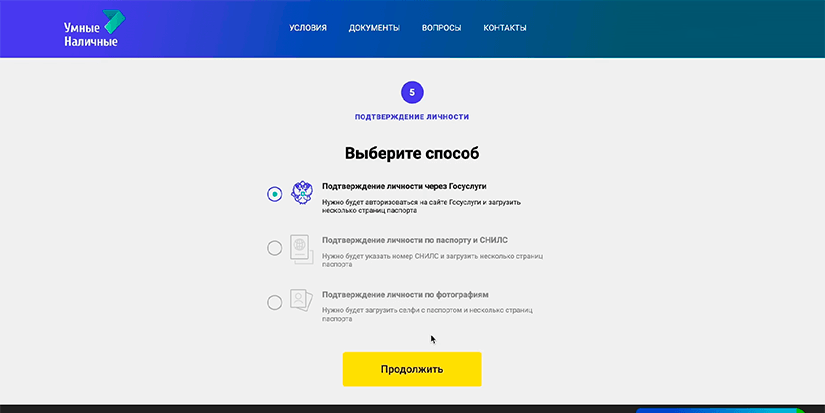 Умные
Наличные
УСЛОВИЯ ДОКУМЕНТЫ ВОПРОСЫ КОНТАКТЫ
5
ПОДТВЕРЖДЕНИЕ ЛИЧНОСТИ
Выберите способ
Подтверждение личности через Госуслуги
Нужно будет авторизоваться на сайте Госуслуги и загрузить
несколько страниц паспорта
Подтверждение личности по паспорту и СНИЛС
Нужно будет указать номер СНИЛС и загрузить несколько страниц
паспорта
Подтверждение личности по фотографиям
Нужно будет загрузить селфи с паспортом и несколько страниц
паспорта
Продолжить